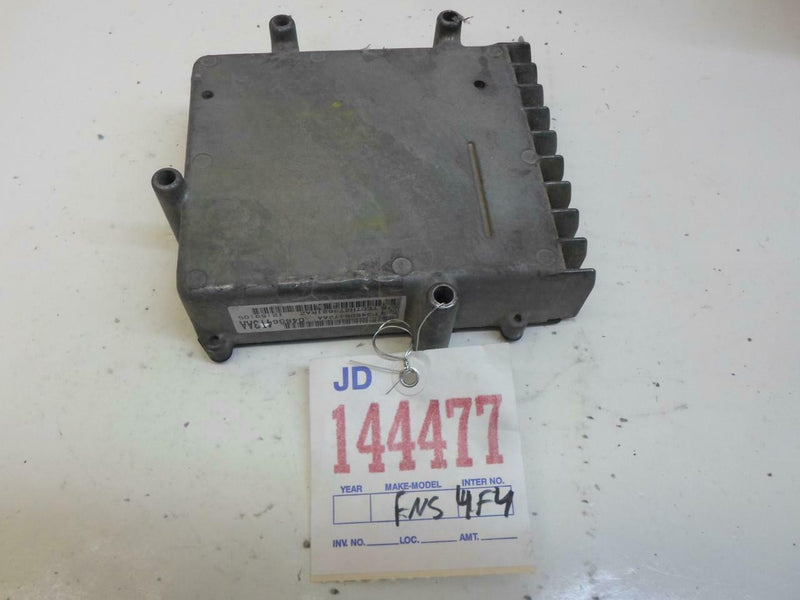 JD
144477
YEAR MAKE-MODEL INTER NO.
FNS 4F4
INV. NO. LOC. AMT.